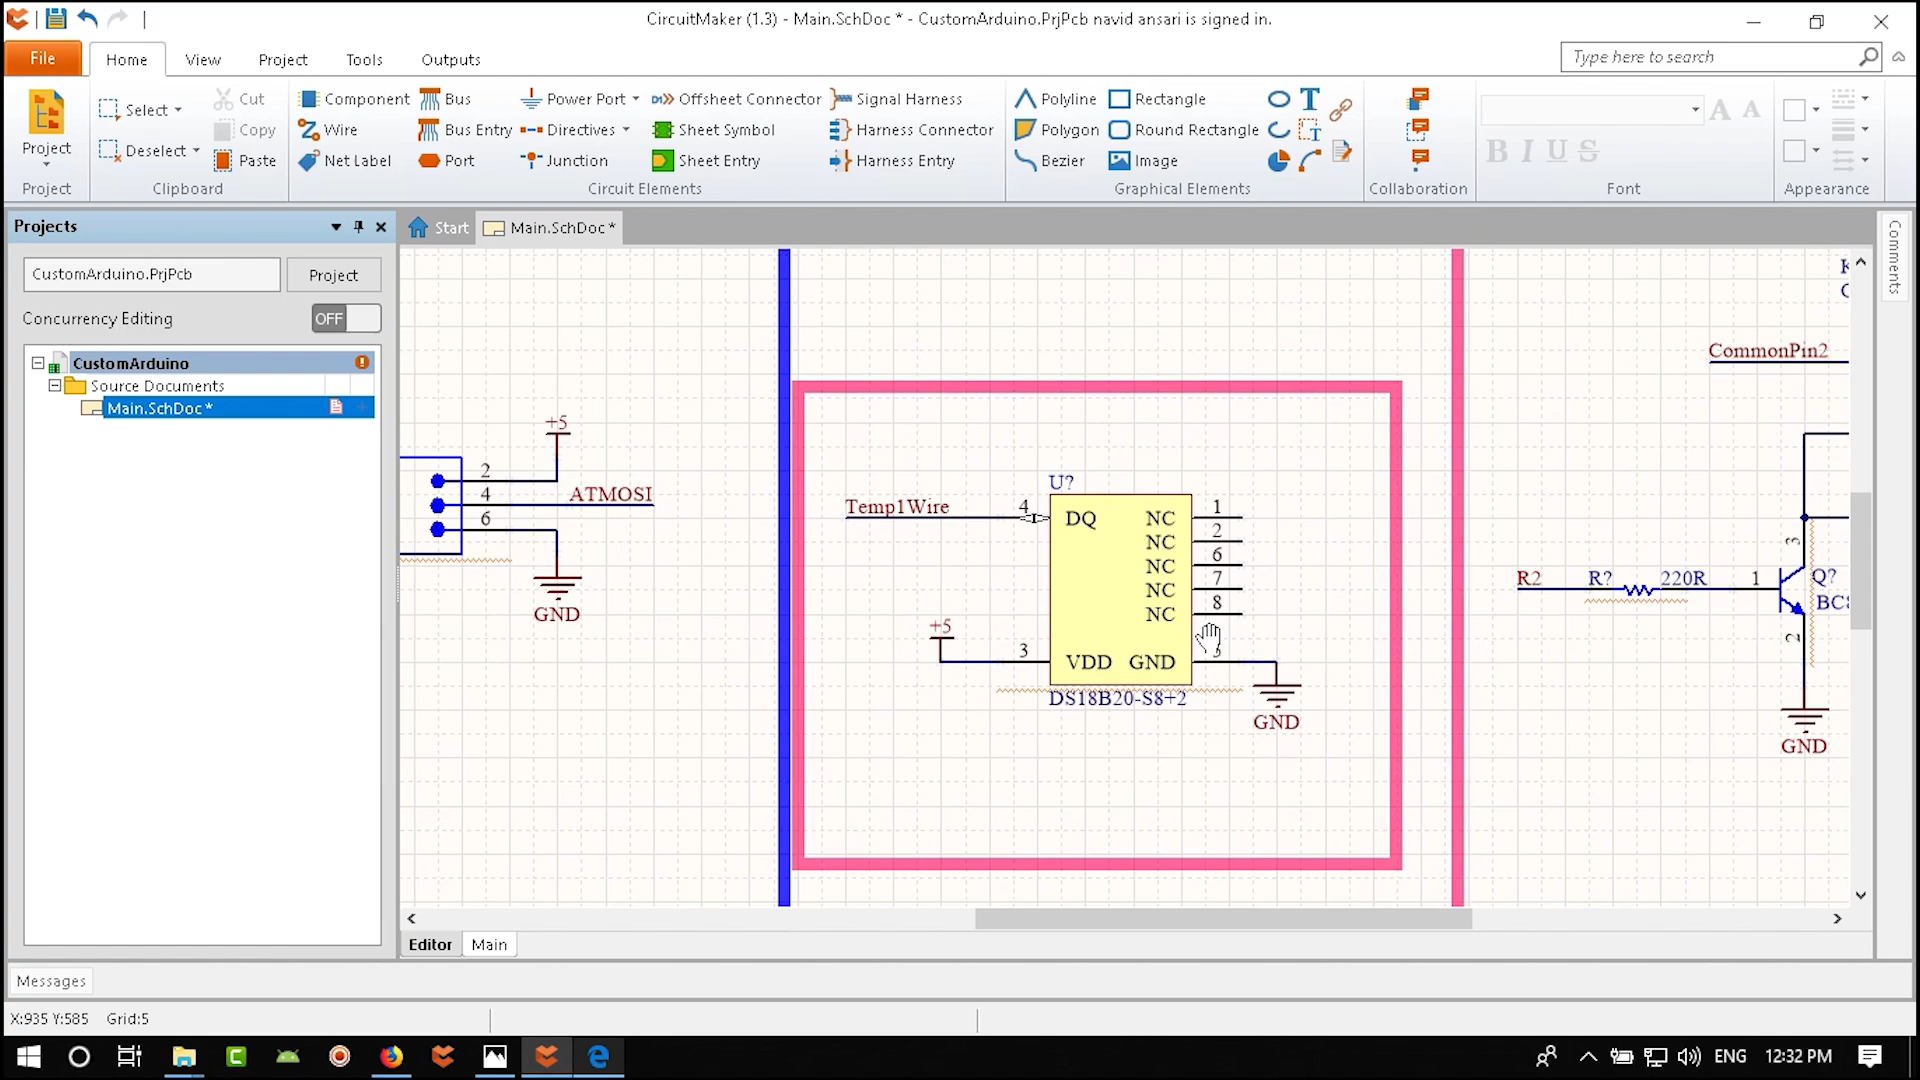 CircuitMaker (1.3) - Main.SchDoc * - CustomArduino.PrjPcb navid ansari is signed in.
File Home View Project Tools Outputs
Type here to search
Project
Select
Deselect
Cut
Copy
Paste
Component
Wire
Net Label
Bus
Bus Entry
Port
Power Port
Directives
Junction
Offsheet Connector
Sheet Symbol
Sheet Entry
Signal Harness
Harness Connector
Harness Entry
Polyline
Polygon
Bezier
Rectangle
Round Rectangle
Image
T
T
A A
B I U S
Project Clipboard Circuit Elements Graphical Elements Collaboration Font Appearance
Projects
Start Main.SchDoc *
Comments
CustomArduino.PrjPcb Project
Concurrency Editing OFF
CustomArduino
Source Documents
Main.SchDoc *
+5
2
4 ATMOSI
6
GND
U?
Temp1Wire 4 DQ NC 1
NC 2
NC 6
NC 7
NC 8
+5
3 VDD GND 5
DS18B20-S8+2
GND
CommonPin2
3
R2 R? 220R 1 Q?
2
GND
Editor Main
Messages
X:935 Y:585 Grid:5
ENG 12:32 PM